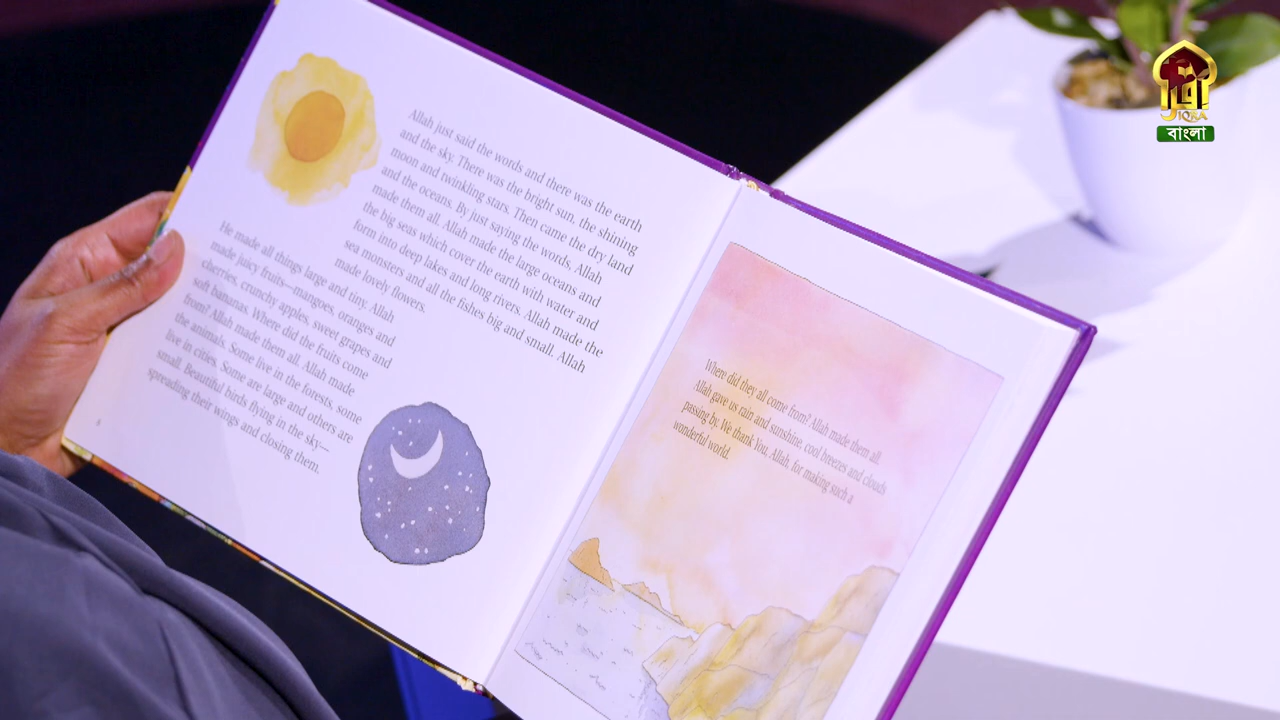 Allah just said the words and there was the earth
and the sky. There was the bright sun, the shining
moon and twinkling stars. Then came the dry land
and the oceans. By just saying the words, Allah
made them all. Allah made the large oceans and
the big seas which cover the earth with water and
form into deep lakes and long rivers. Allah made the
sea monsters and all the fishes big and small. Allah
made lovely flowers.
He made all things large and tiny. Allah
made juicy fruits—mangoes, oranges and
cherries, crunchy apples, sweet grapes and
soft bananas. Where did the fruits come
from? Allah made them all. Allah made
the animals. Some live in the forests, some
live in cities. Some are large and others are
small. Beautiful birds flying in the sky—
spreading their wings and closing them.
Where did they all come from? Allah made them all.
Allah gave us rain and sunshine, cool breezes and clouds
passing by. We thank You, Allah, for making such a
wonderful world.
IQRA
বাংলা